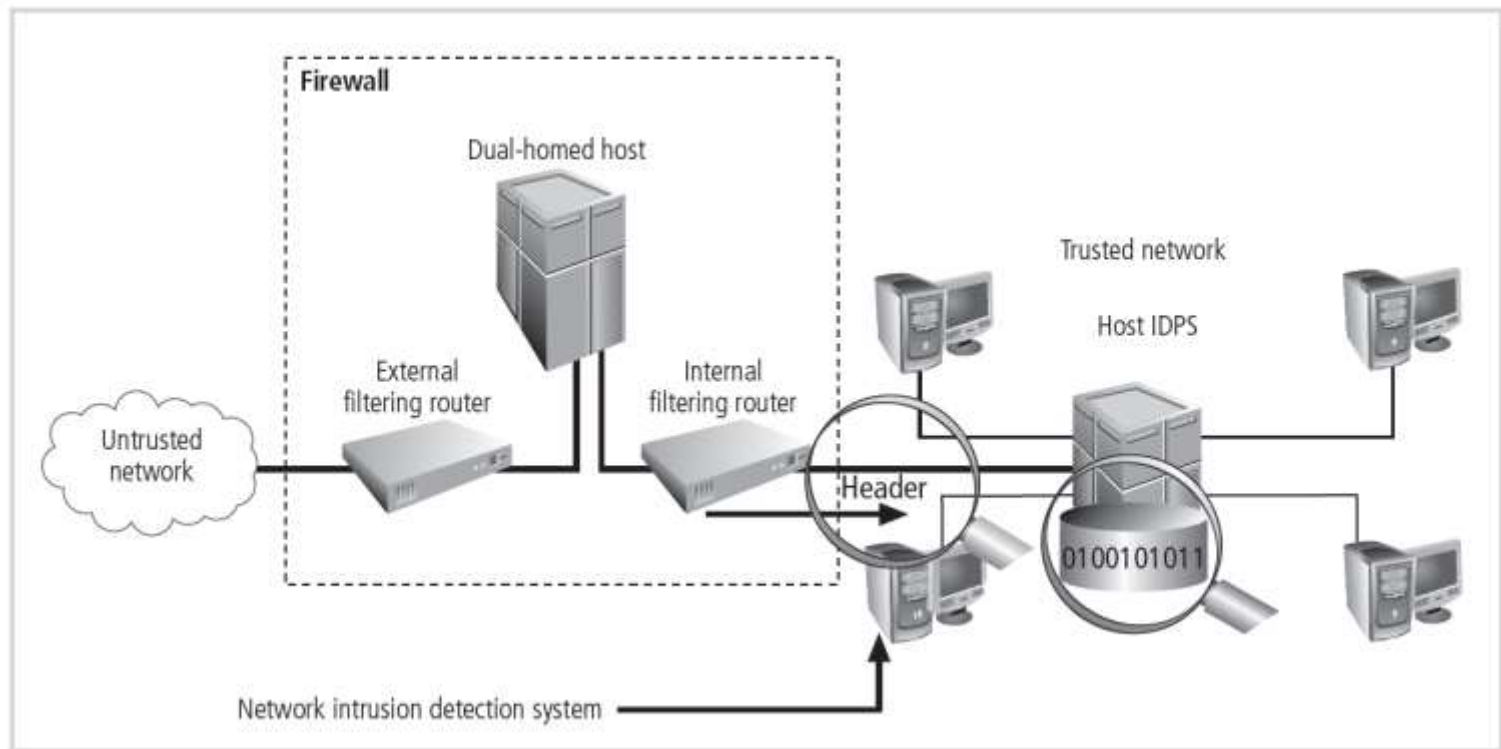 Firewall
Dual-homed host
Trusted network
Host IDPS
External
filtering router
Internal
filtering router
Untrusted
network
Header
0100101011
Network intrusion detection system